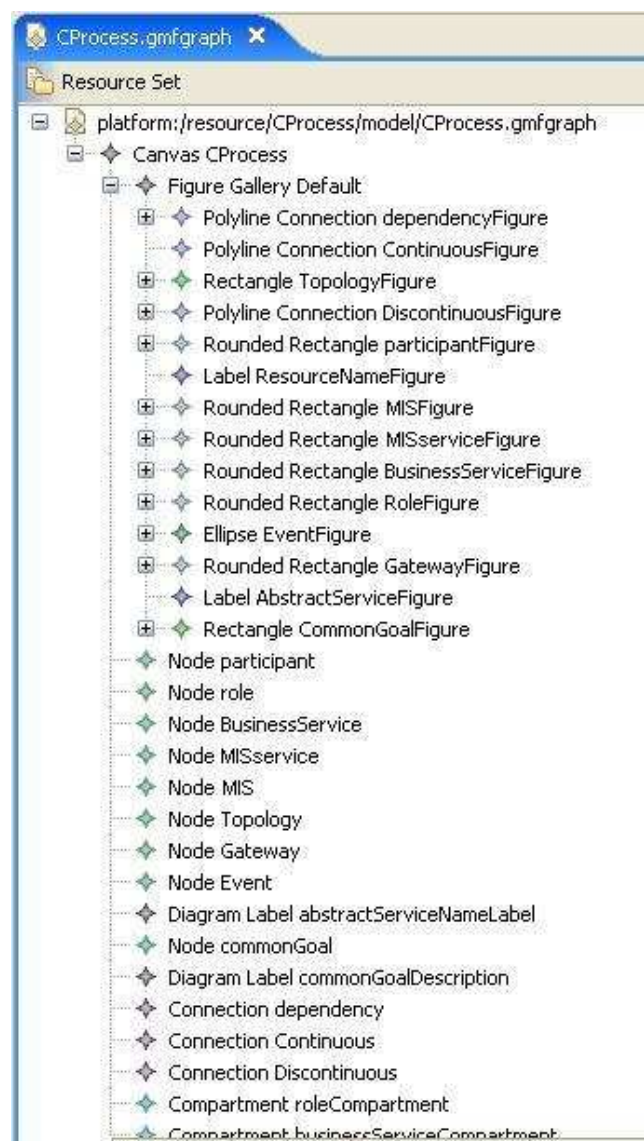 CProcess.gmfgraph
Resource Set
platform:/resource/CProcess/model/CProcess.gmfgraph
Canvas CProcess
Figure Gallery Default
Polyline Connection dependencyFigure
Polyline Connection ContinuousFigure
Rectangle TopologyFigure
Polyline Connection DiscontinuousFigure
Rounded Rectangle participantFigure
Label ResourceNameFigure
Rounded Rectangle MISFigure
Rounded Rectangle MISserviceFigure
Rounded Rectangle BusinessServiceFigure
Rounded Rectangle RoleFigure
Ellipse EventFigure
Rounded Rectangle GatewayFigure
Label AbstractServiceFigure
Rectangle CommonGoalFigure
Node participant
Node role
Node BusinessService
Node MISservice
Node MIS
Node Topology
Node Gateway
Node Event
Diagram Label abstractServiceNameLabel
Node commonGoal
Diagram Label commonGoalDescription
Connection dependency
Connection Continuous
Connection Discontinuous
Compartment roleCompartment
Compartment businessServiceCompartment